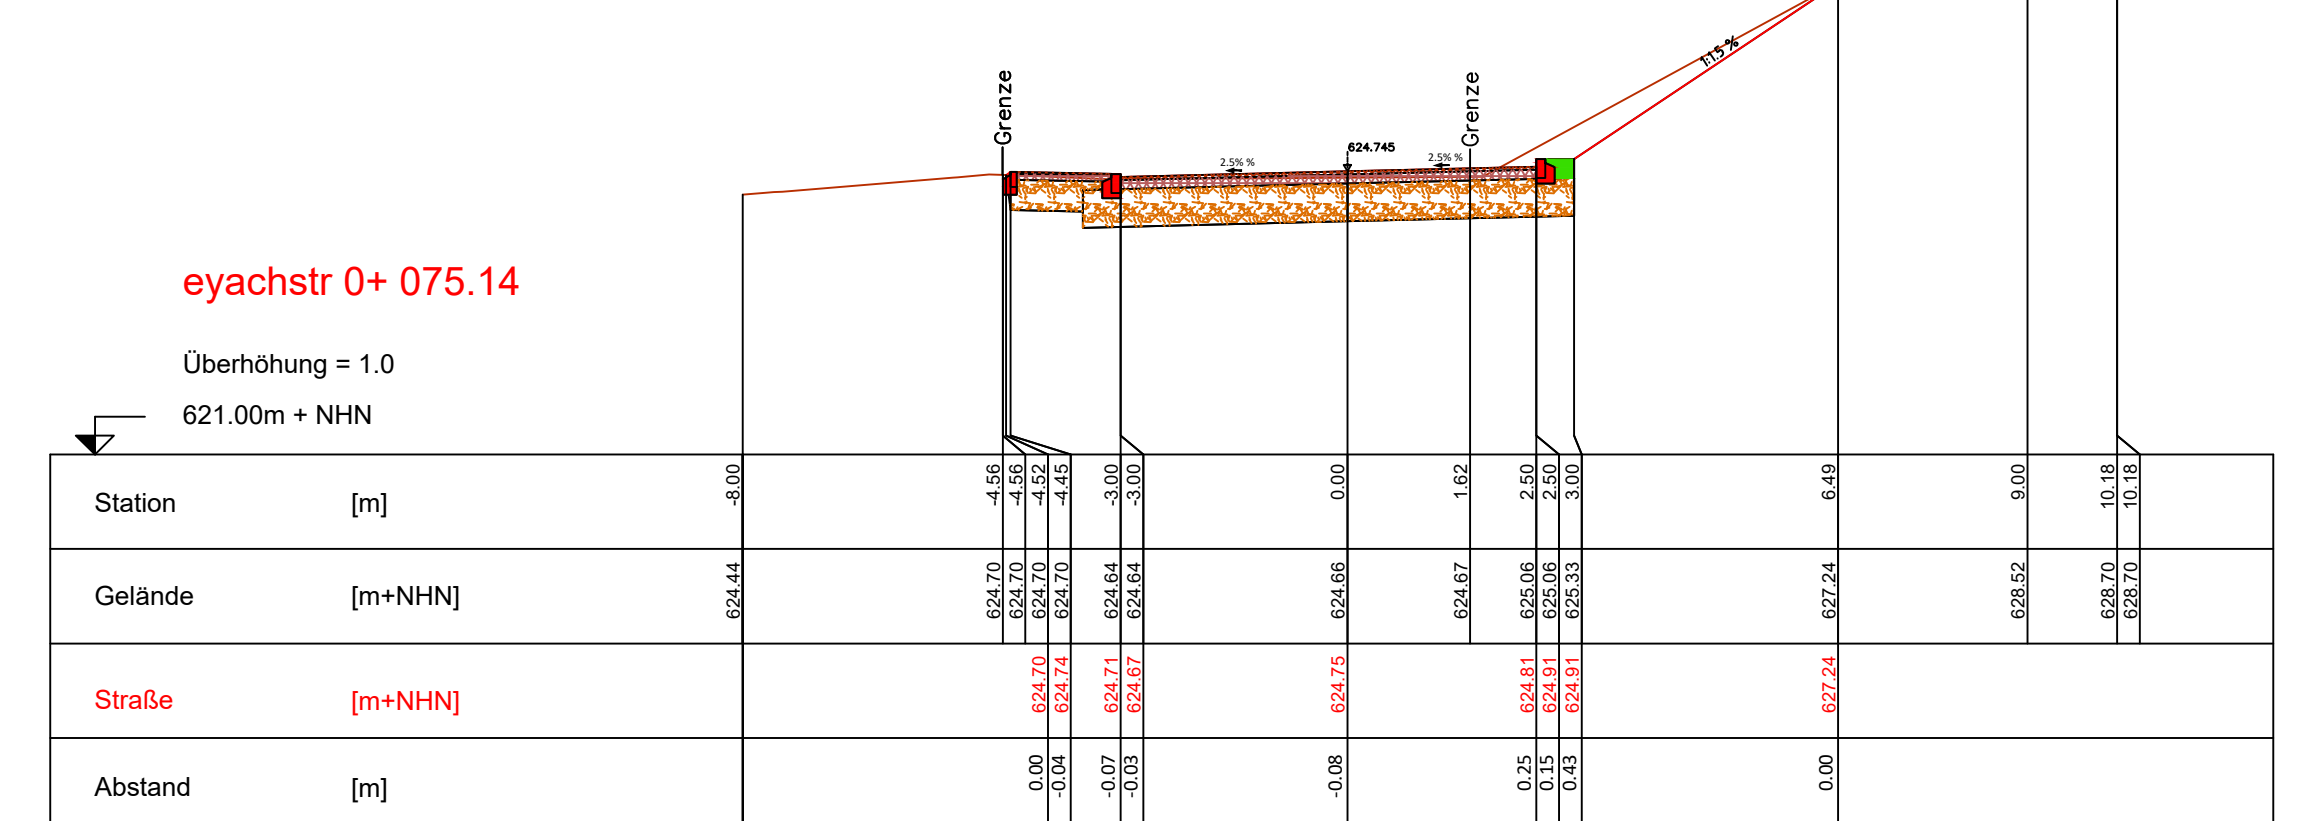 1:1.5 %
Grenze
Grenze
624.745
2.5% %
2.5% %
eyachstr 0+ 075.14
Überhöhung = 1.0
621.00m + NHN
Station [m] -8.00 -4.56 -4.56 -4.52 -4.45 -3.00 -3.00 0.00 1.62 2.50 2.50 3.00 6.49 9.00 10.18 10.18
Gelände [m+NHN] 624.44 624.70 624.70 624.70 624.70 624.64 624.64 624.66 624.67 625.06 625.06 625.33 627.24 628.52 628.70 628.70
Straße [m+NHN] 624.70 624.74 624.71 624.67 624.75 624.81 624.91 624.91 627.24
Abstand [m] 0.00 -0.04 -0.07 -0.03 -0.08 0.25 0.15 0.43 0.00